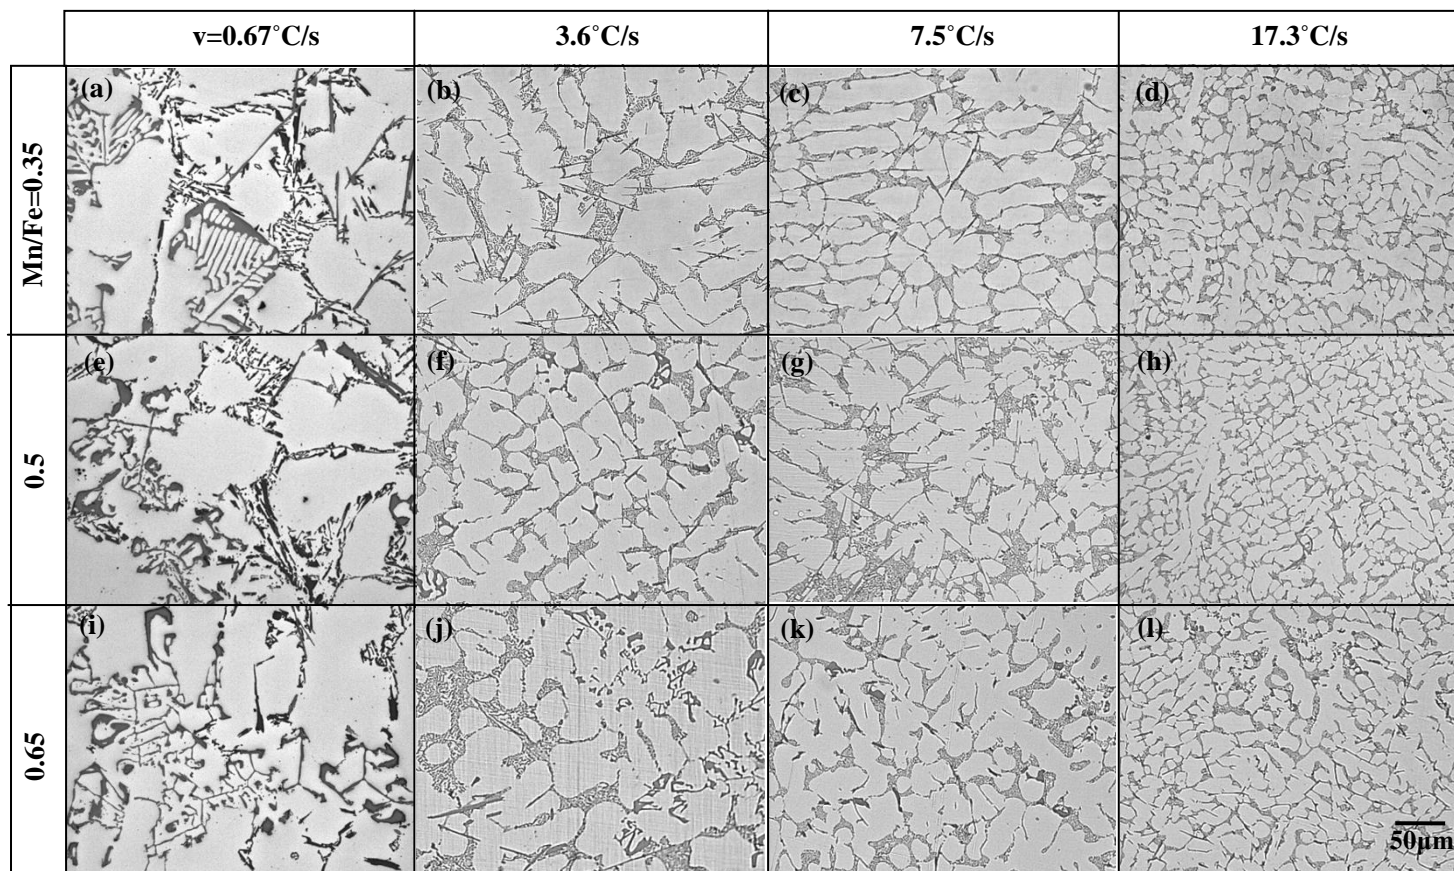 v=0.67˚C/s
3.6˚C/s
7.5˚C/s
17.3˚C/s
Mn/Fe=0.35
(a)
(b)
(c)
(d)
0.5
(e)
(f)
(g)
(h)
0.65
(i)
(j)
(k)
(l)
50µm